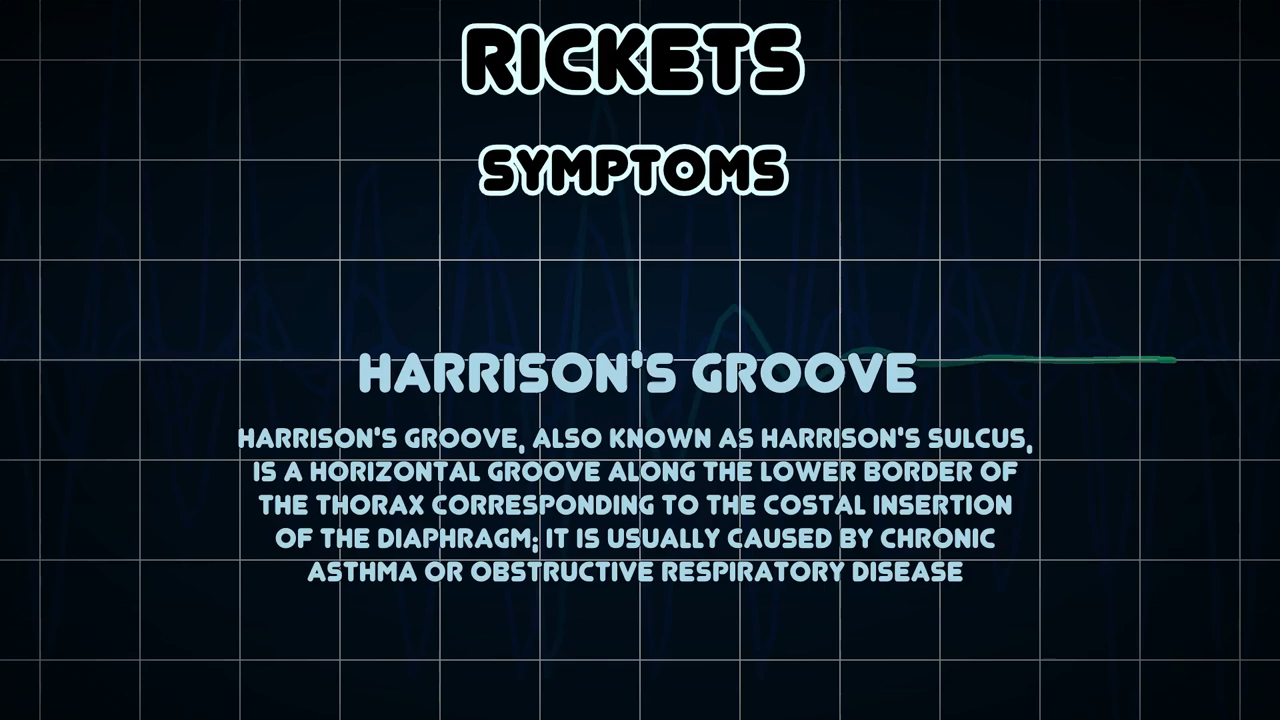 RICKETS
SYMPTOMS
HARRISON'S GROOVE
HARRISON'S GROOVE, ALSO KNOWN AS HARRISON'S SULCUS,
IS A HORIZONTAL GROOVE ALONG THE LOWER BORDER OF
THE THORAX CORRESPONDING TO THE COSTAL INSERTION
OF THE DIAPHRAGM; IT IS USUALLY CAUSED BY CHRONIC
ASTHMA OR OBSTRUCTIVE RESPIRATORY DISEASE